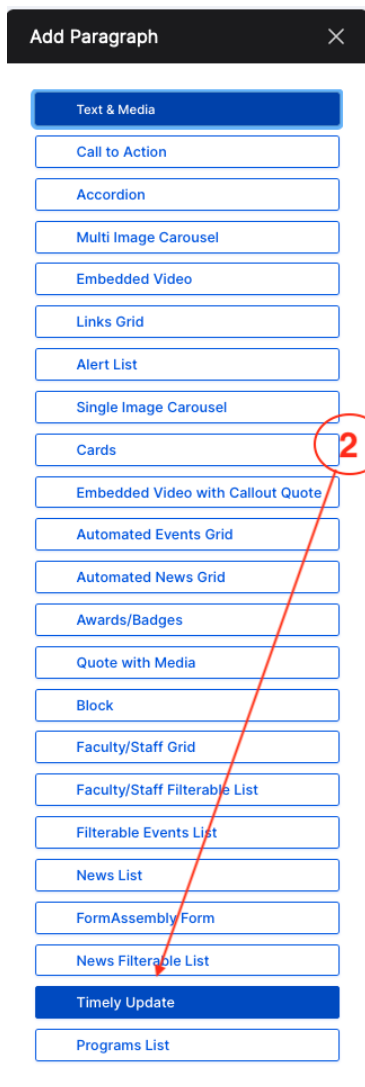 Add Paragraph
Text & Media
Call to Action
Accordion
Multi Image Carousel
Embedded Video
Links Grid
Alert List
Single Image Carousel
Cards
2
Embedded Video with Callout Quote
Automated Events Grid
Automated News Grid
Awards/Badges
Quote with Media
Block
Faculty/Staff Grid
Faculty/Staff Filterable List
Filterable Events List
News List
FormAssembly Form
News Filterable List
Timely Update
Programs List